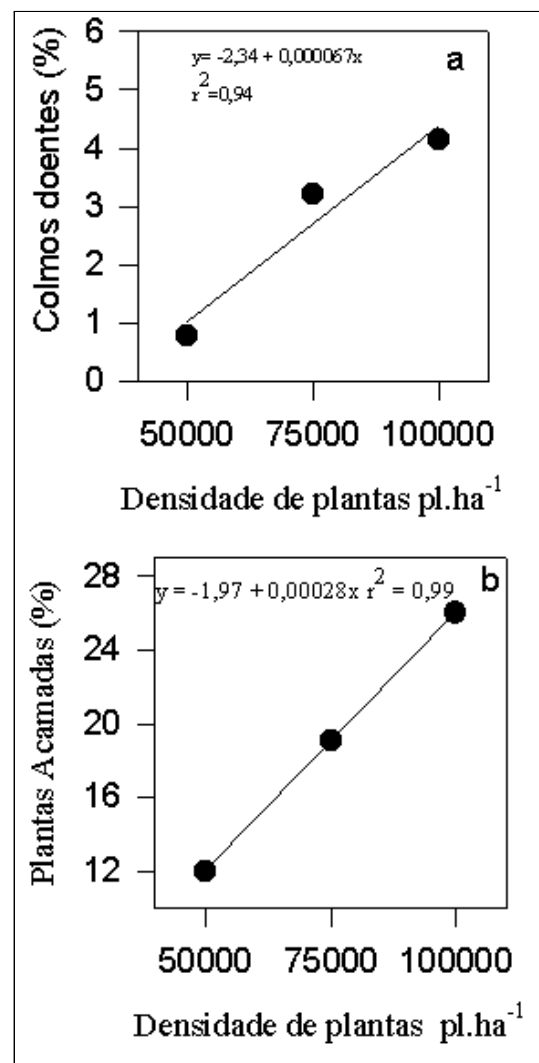 6
y= -2,34 + 0,000067x
a
r²=0,94
5
4
3
2
1
0
Colmos doentes (%)
50000 75000 100000
Densidade de plantas pl.ha⁻¹
28
y = -1,97 +0,00028x r² = 0,99
b
24
20
16
12
Plantas Acamadas (%)
50000 75000 100000
Densidade de plantas pl.ha⁻¹